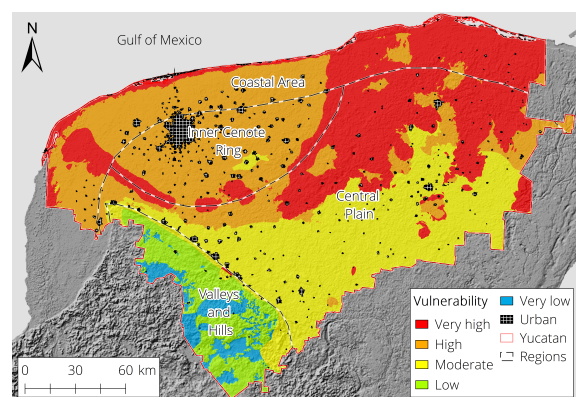 N
Gulf of Mexico
Coastal Area
Inner Cenote
Ring
Central
Plain
Valleys
and
Hills
Vulnerability
Very high
High
Moderate
Low
Very low
Urban
Yucatan
Regions
0 30 60 km